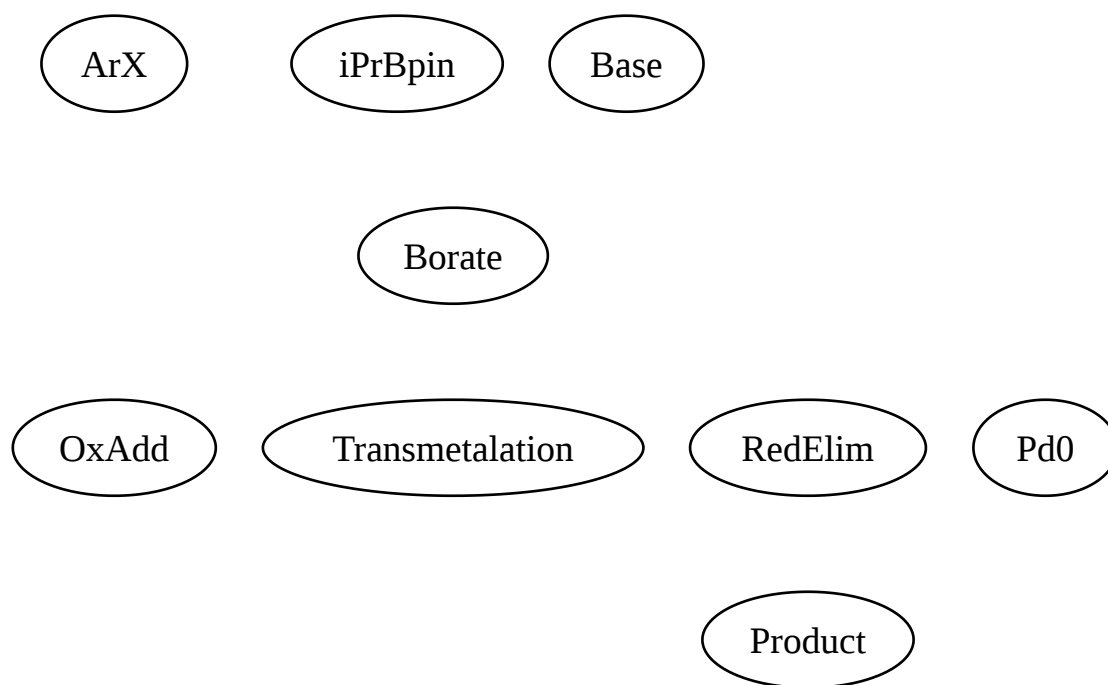 ArX
iPrBpin
Base
Borate
OxAdd
Transmetalation
RedElim
Pd0
Product